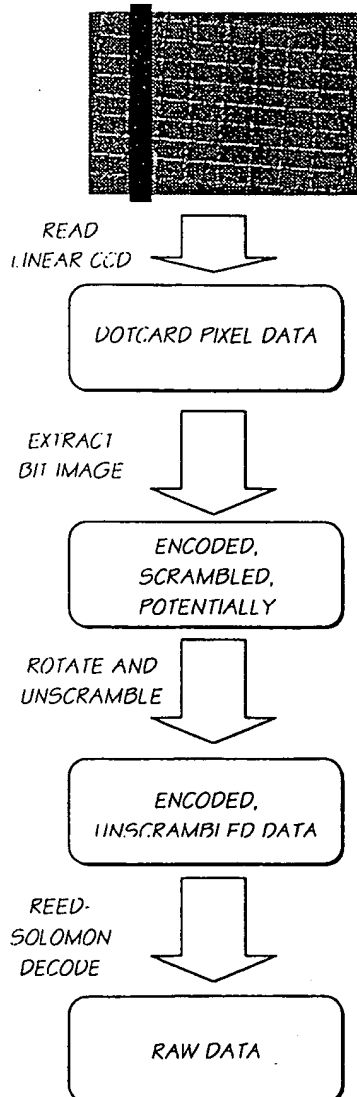 READ
LINEAR CCD
DOTCARD PIXEL DATA
EXTRACT
BIT IMAGE
ENCODED,
SCRAMBLED,
POTENTIALLY
ROTATE AND
UNSCRAMBLE
ENCODED,
UNSCRAMBLED DATA
REED-
SOLOMON
DECODE
RAW DATA